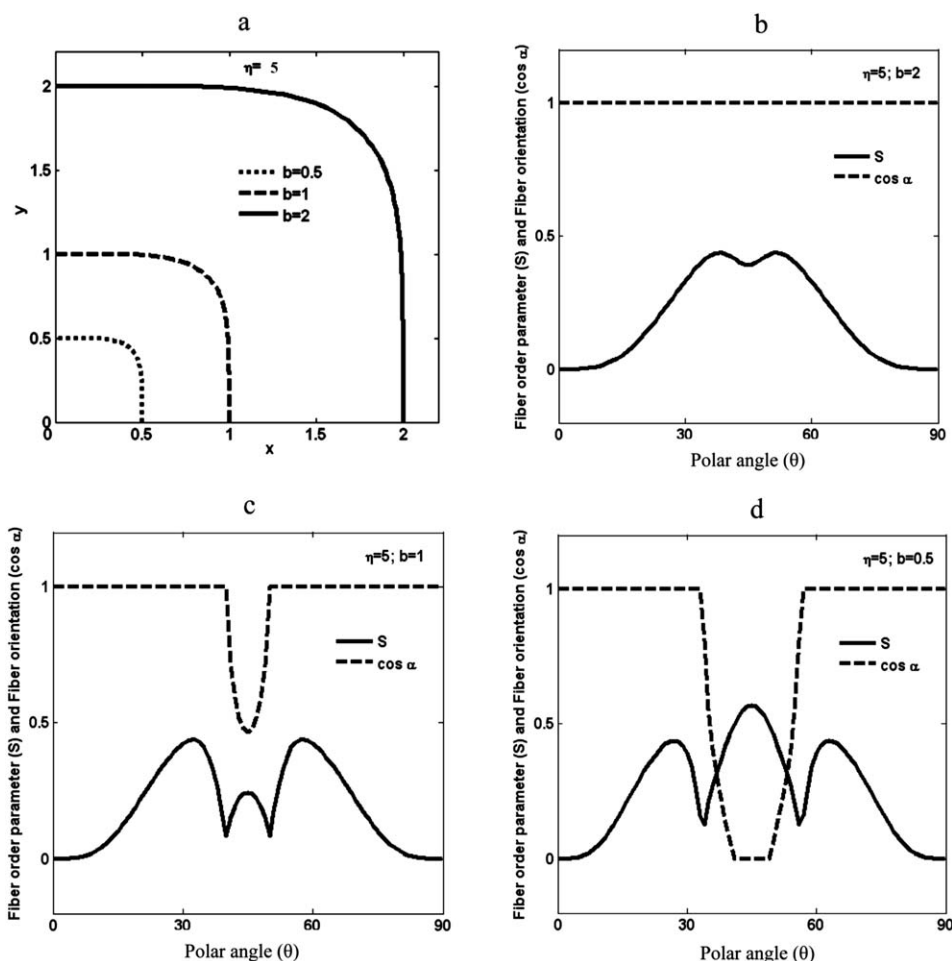 a
η= 5
2
1.5
1
0.5
0
y
b=0.5
b=1
b=2
0
0.5
1
1.5
2
x
b
Fiber order parameter (S) and Fiber orientation (cos α)
1
0.5
0
η=5; b=2
S
cos α
0
30
60
90
Polar angle (θ)
c
Fiber order parameter (S) and Fiber orientation (cos α)
1
0.5
0
η=5; b=1
S
cos α
0
30
60
90
Polar angle (θ)
d
Fiber order parameter (S) and Fiber orientation (cos α)
1
0.5
0
η=5; b=0.5
S
cos α
0
30
60
90
Polar angle (θ)